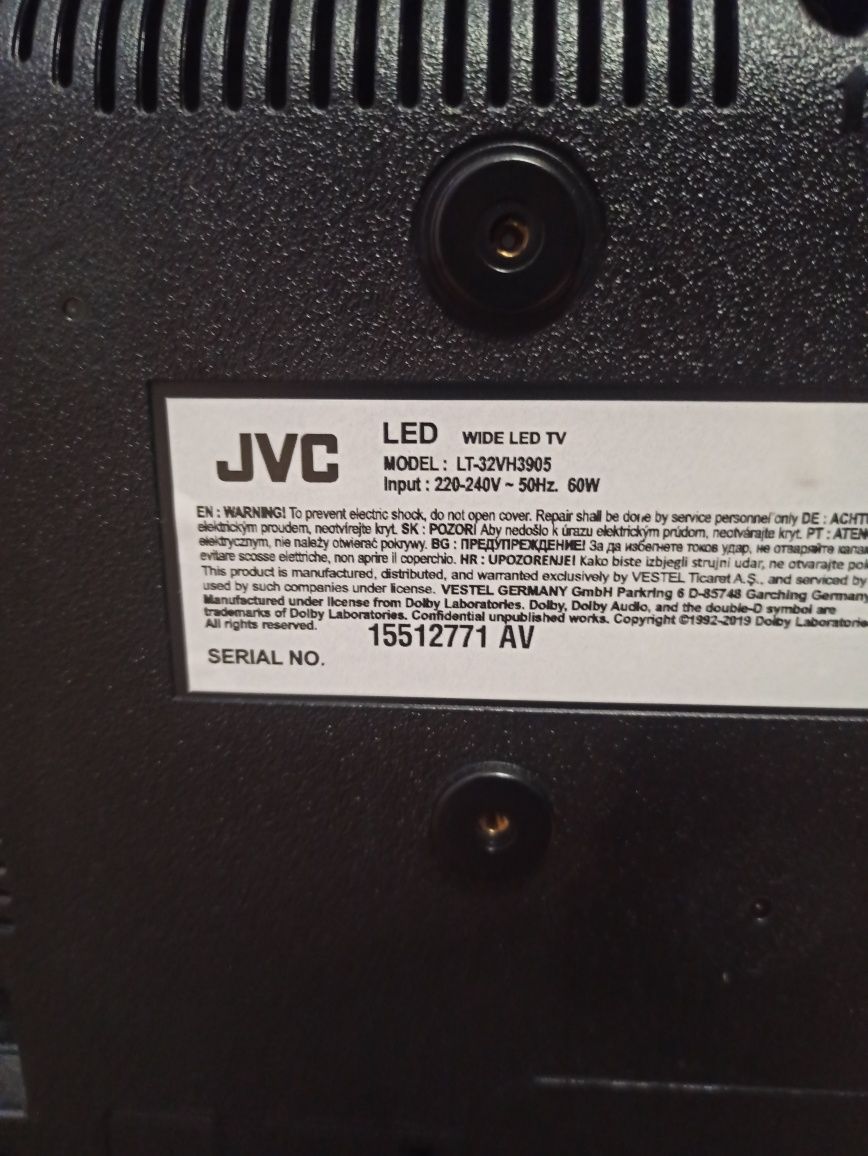 JVC
LED WIDE LED TV
MODEL : LT-32VH3905
Input : 220-240V ~ 50Hz. 60W
EN : WARNING! To prevent electric shock, do not open cover. Repair shall be done by service personnel only DE : ACHT
elektrickým proudem, neotvírejte kryt. SK : POZOR! Aby nedošlo k úrazu elektrickým prúdom, neotvárajte kryt. PT : ATEN
elektrycznym, nie należy otwierać pokrywy. BG : ПРЕДУПРЕЖДЕНИЕ! За да избегнете токов удар, не отваряйте капа
evitare scosse elettriche, non aprire il coperchio. HR : UPOZORENJE! Kako biste izbjegli strujni udar, ne otvarajte po
This product is manufactured, distributed, and warranted exclusively by VESTEL Ticaret A.Ş., and serviced by
used by such companies under license. VESTEL GERMANY GmbH Parkring 6 D-85748 Garching Germany
Manufactured under license from Dolby Laboratories. Dolby, Dolby Audio, and the double-D symbol are
trademarks of Dolby Laboratories. Confidential unpublished works. Copyright ©1992-2019 Dolby Laboratorie
All rights reserved.
15512771 AV
SERIAL NO.